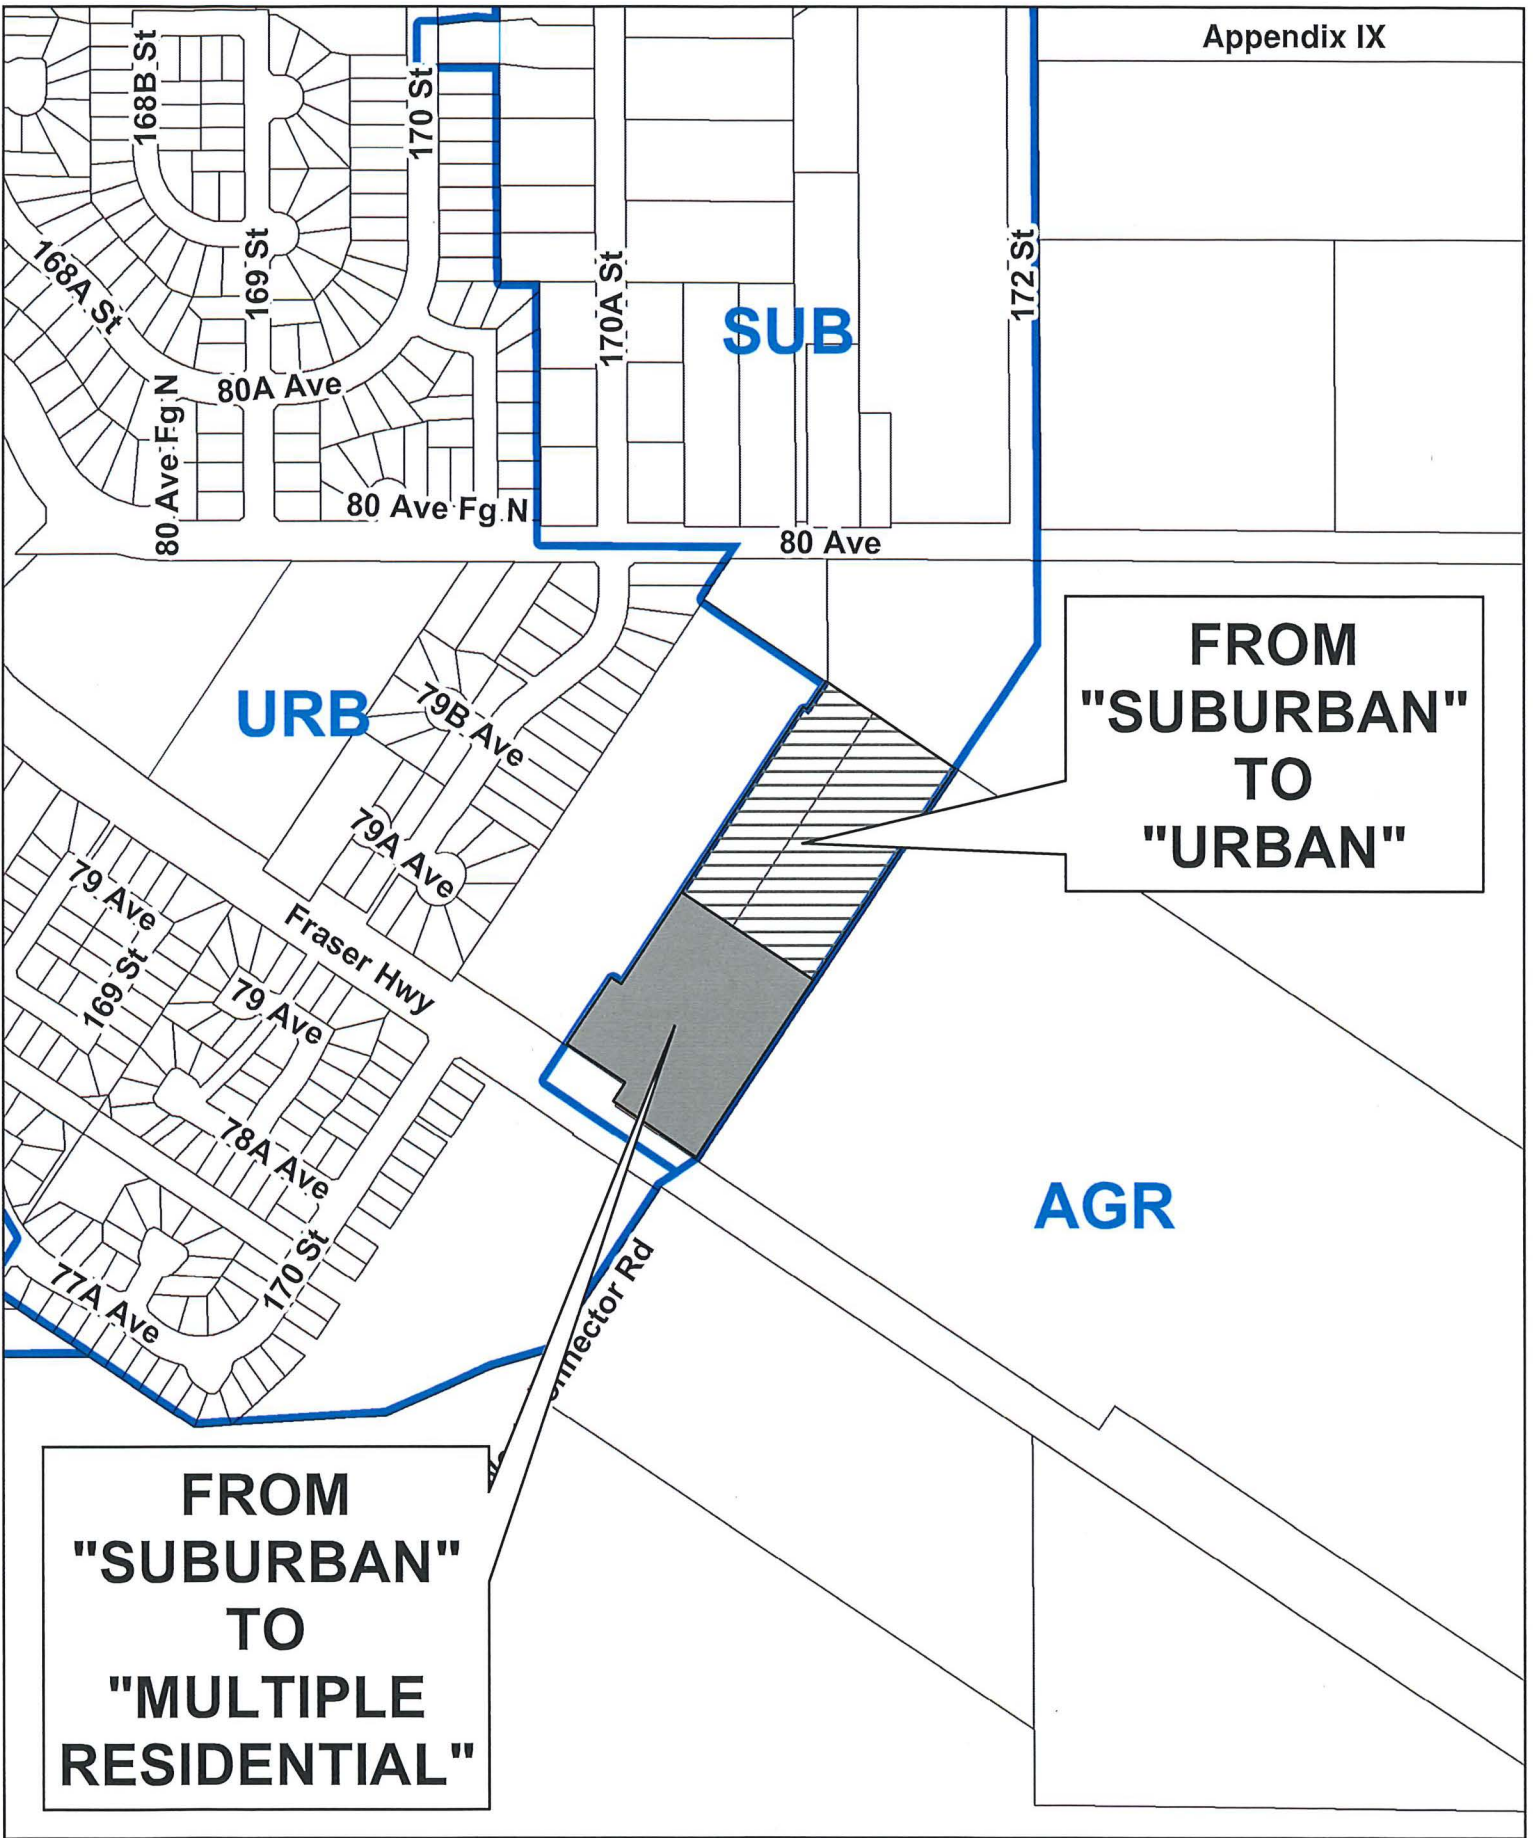 Appendix IX
168B St
170 St
169 St
168A St
170A St
172 St
SUB
80A Ave
80 Ave Fg N
80 Ave Fg N
80 Ave
FROM
"SUBURBAN"
TO
"URBAN"
URB
79B Ave
79A Ave
79 Ave
Fraser Hwy
169 St
79 Ave
78A Ave
AGR
170 St
77A Ave
Rd
FROM
"SUBURBAN"
TO
"MULTIPLE
RESIDENTIAL"